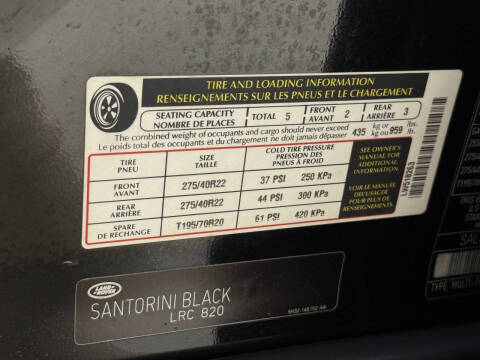 TIRE AND LOADING INFORMATION
RENSEIGNEMENTS SUR LES PNEUS ET LE CHARGEMENT
SEATING CAPACITY
NOMBRE DE PLACES
TOTAL 5
FRONT
AVANT 2
REAR
ARRIÈRE 3
The combined weight of occupants and cargo should never exceed
Le poids total des occupants et du chargement ne doit jamais dépasser
435 kg or 959 lbs.
kg ou lb.
TIRE
PNEU
SIZE
TAILLE
COLD TIRE PRESSURE
PRESSION DES
PNEUS À FROID
FRONT
AVANT
275/40R22
37 PSI 250 KPa
REAR
ARRIÈRE
275/40R22
44 PSI 300 KPa
SPARE
DE RECHANGE
T195/70R20
61 PSI 420 KPa
SEE OWNER'S
MANUAL FOR
ADDITIONAL
INFORMATION
VOIR LE MANUEL
DE L'USAGER
POUR PLUS DE
RENSEIGNEMENTS
LAND
ROVER
SANTORINI BLACK
LRC 820
SAL
TYPE: MULTI-P